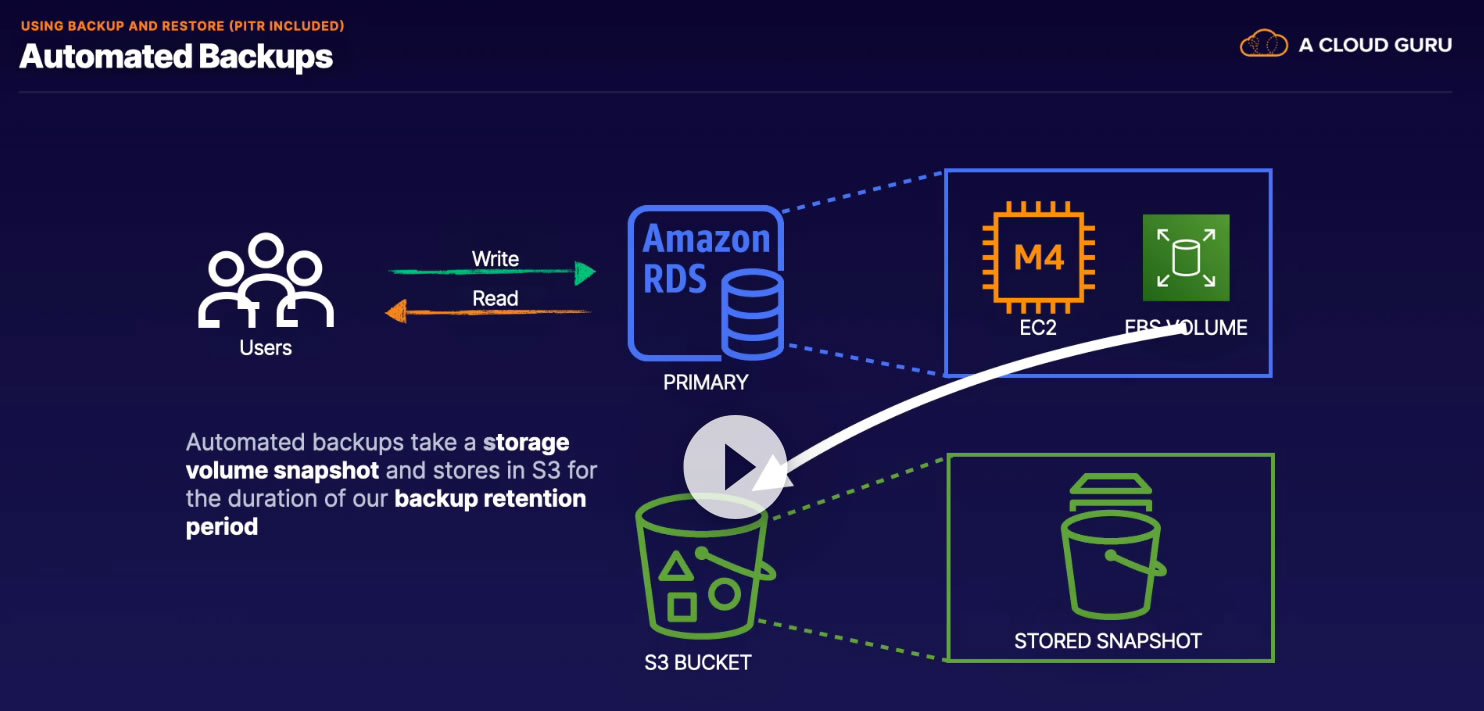 USING BACKUP AND RESTORE (PITR INCLUDED)
Automated Backups
A CLOUD GURU
Users
Write
Read
Amazon
RDS
PRIMARY
M4
EC2
EBS VOLUME
Automated backups take a storage
volume snapshot and stores in S3 for
the duration of our backup retention
period
S3 BUCKET
STORED SNAPSHOT